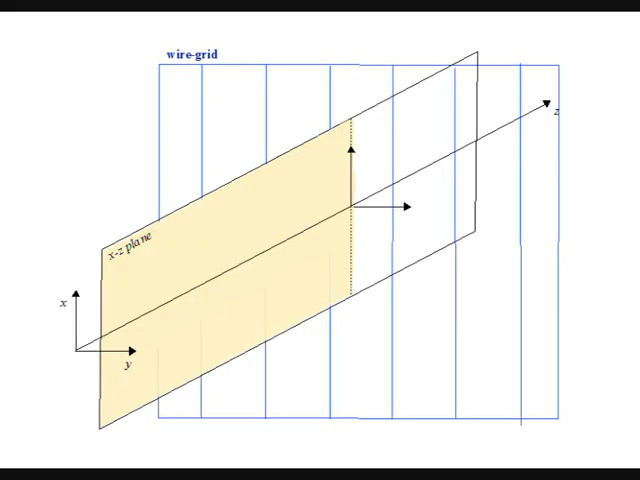 wire-grid
z
x-z plane
x
y